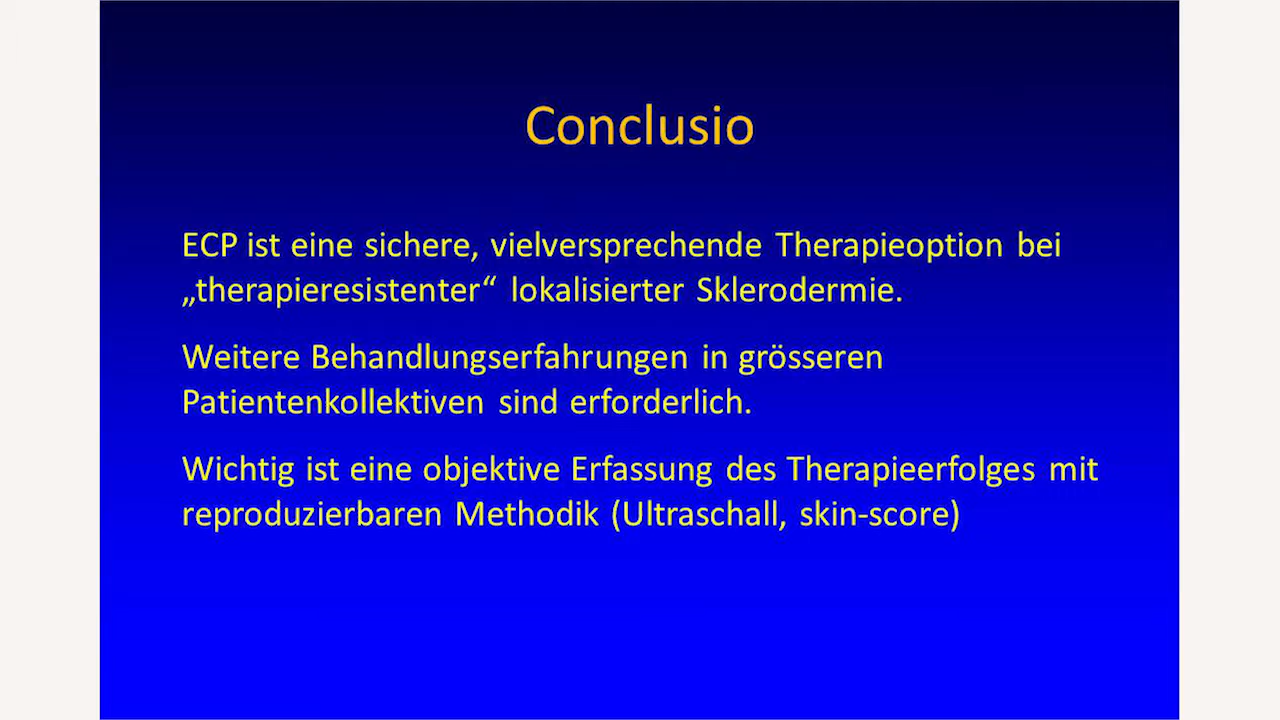 Conclusio
ECP ist eine sichere, vielversprechende Therapieoption bei
„therapieresistenter“ lokalisierter Sklerodermie.
Weitere Behandlungserfahrungen in grösseren
Patientenkollektiven sind erforderlich.
Wichtig ist eine objektive Erfassung des Therapieerfolges mit
reproduzierbaren Methodik (Ultraschall, skin-score)